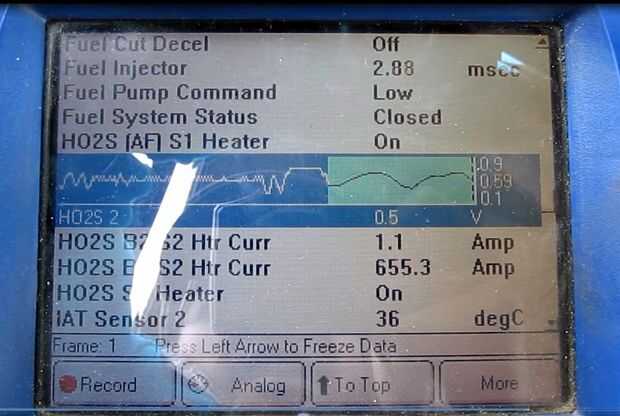 Fuel Cut Decel Off
Fuel Injector 2.88 msec
Fuel Pump Command Low
Fuel System Status Closed
HO2S (AF) S1 Heater On
0.9
0.59
0.1
HO2S 2 0.5 V
HO2S B2 S2 Htr Curr 1.1 Amp
HO2S S2 Htr Curr 655.3 Amp
HO2S Heater On
IAT Sensor 2 36 degC
Frame: 1 Press Left Arrow to Freeze Data
Record Analog To Top More